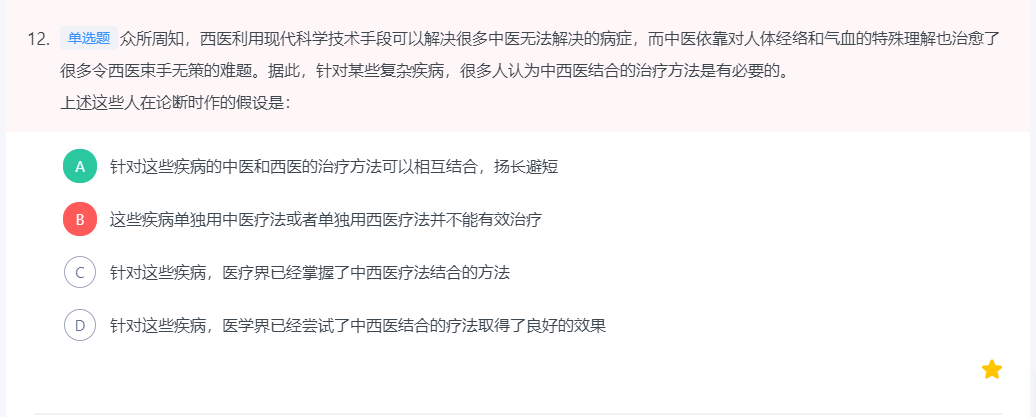 12. 单选题 众所周知，西医利用现代科学技术手段可以解决很多中医无法解决的病症，而中医依靠对人体经络和气血的特殊理解也治愈了
很多令西医束手无策的难题。据此，针对某些复杂疾病，很多人认为中西医结合的治疗方法是有必要的。
上述这些人在论断时作的假设是：
A 针对这些疾病的中医和西医的治疗方法可以相互结合，扬长避短
B 这些疾病单独用中医疗法或者单独用西医疗法并不能有效治疗
C 针对这些疾病，医疗界已经掌握了中西医疗法结合的方法
D 针对这些疾病，医学界已经尝试了中西医结合的疗法取得了良好的效果